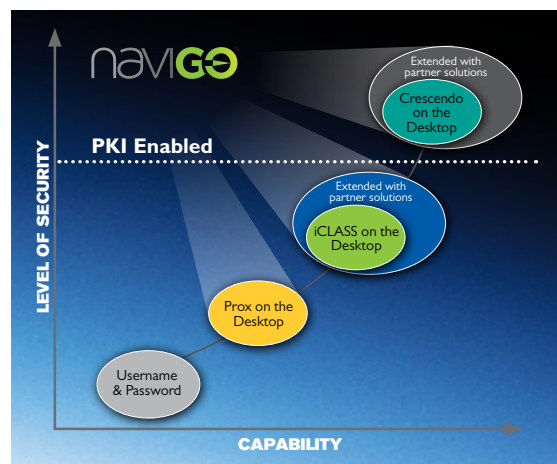 naviGO
Extended with
partner solutions
Crescendo
on the
Desktop
PKI Enabled
Extended with
partner solutions
iCLASS on the
Desktop
Prox on the
Desktop
Username
& Password
LEVEL OF SECURITY
CAPABILITY